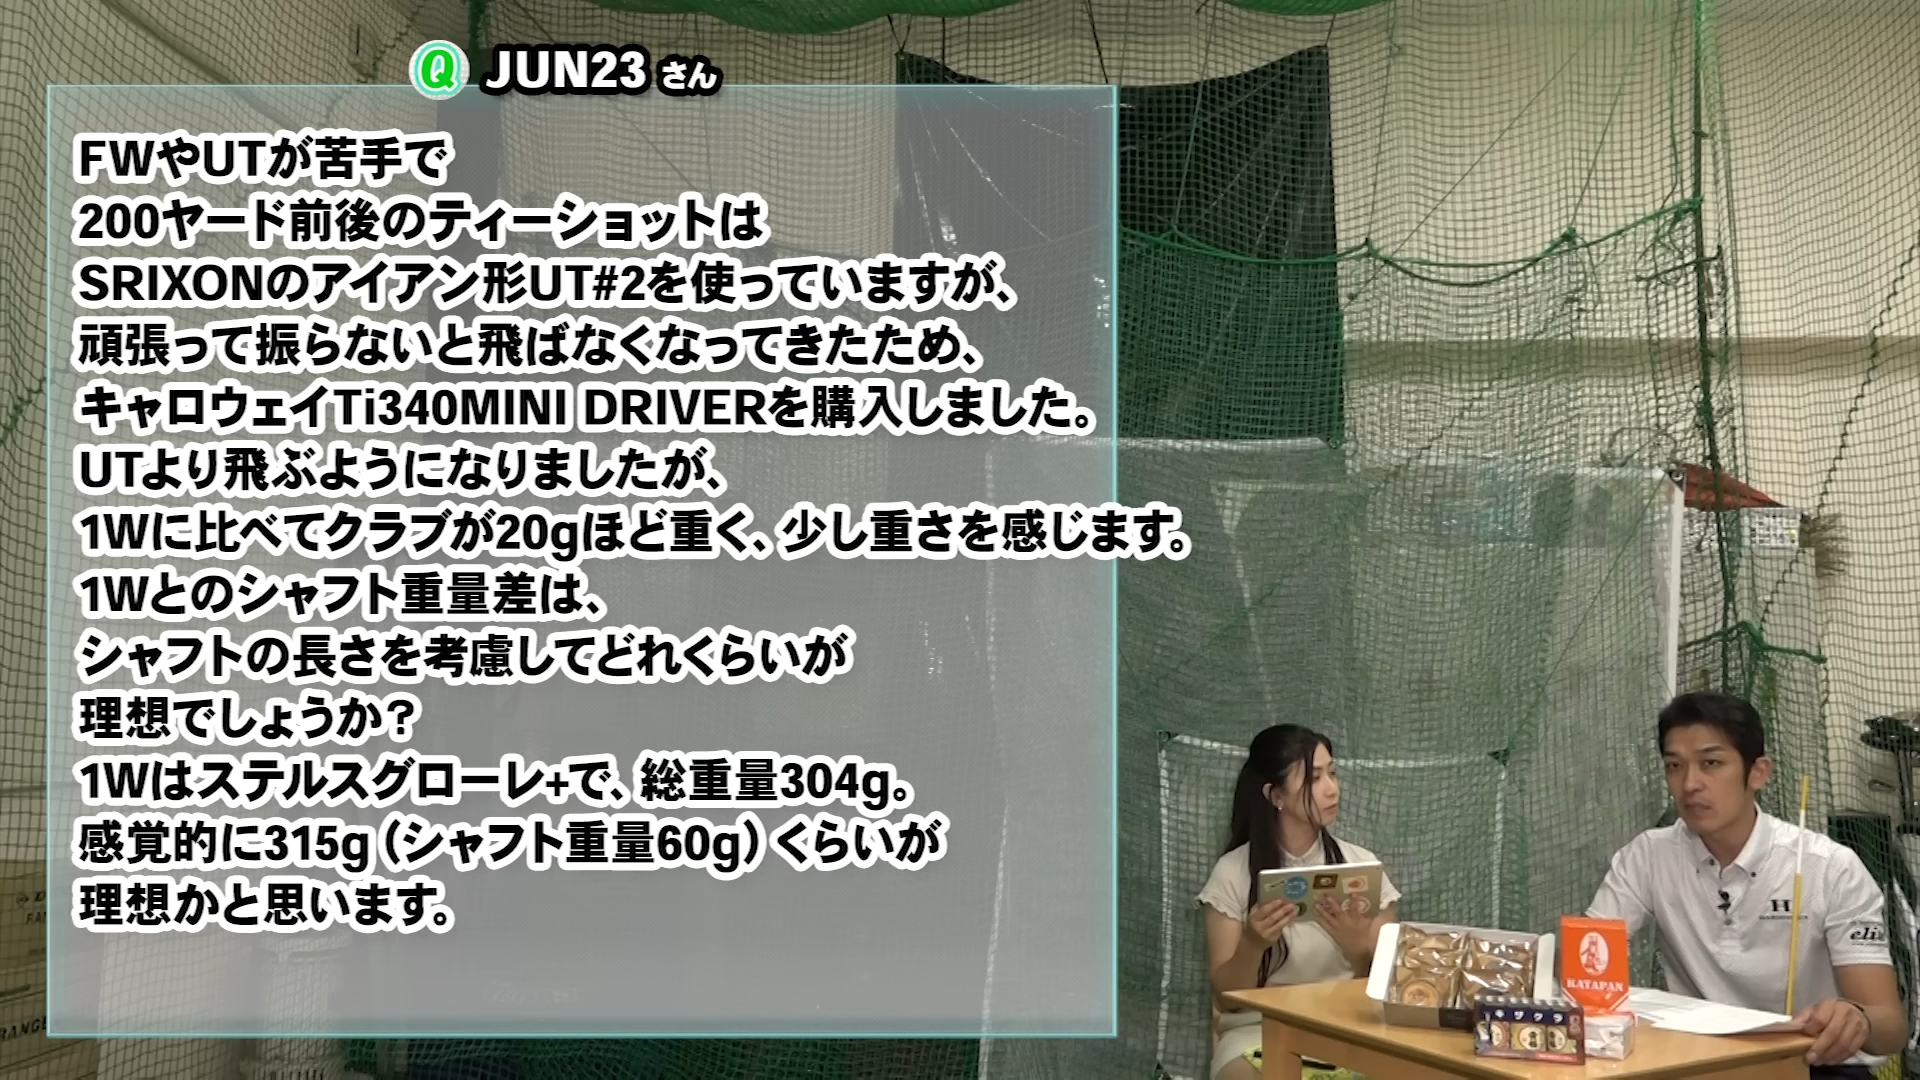 Q JUN23 さん
FWやUTが苦手で
200ヤード前後のティーショットは
SRIXONのアイアン形UT#2を使っていますが、
頑張って振らないと飛ばなくなってきたため、
キャロウェイTi340MINI DRIVERを購入しました。
UTより飛ぶようになりましたが、
1Wに比べてクラブが20gほど重く、少し重さを感じます。
1Wとのシャフト重量差は、
シャフトの長さを考慮してどれくらいが
理想でしょうか？
1Wはステルスグローレ+で、総重量304g。
感覚的に315g（シャフト重量60g）くらいが
理想かと思います。
KATAPAN
キヅクラ
H